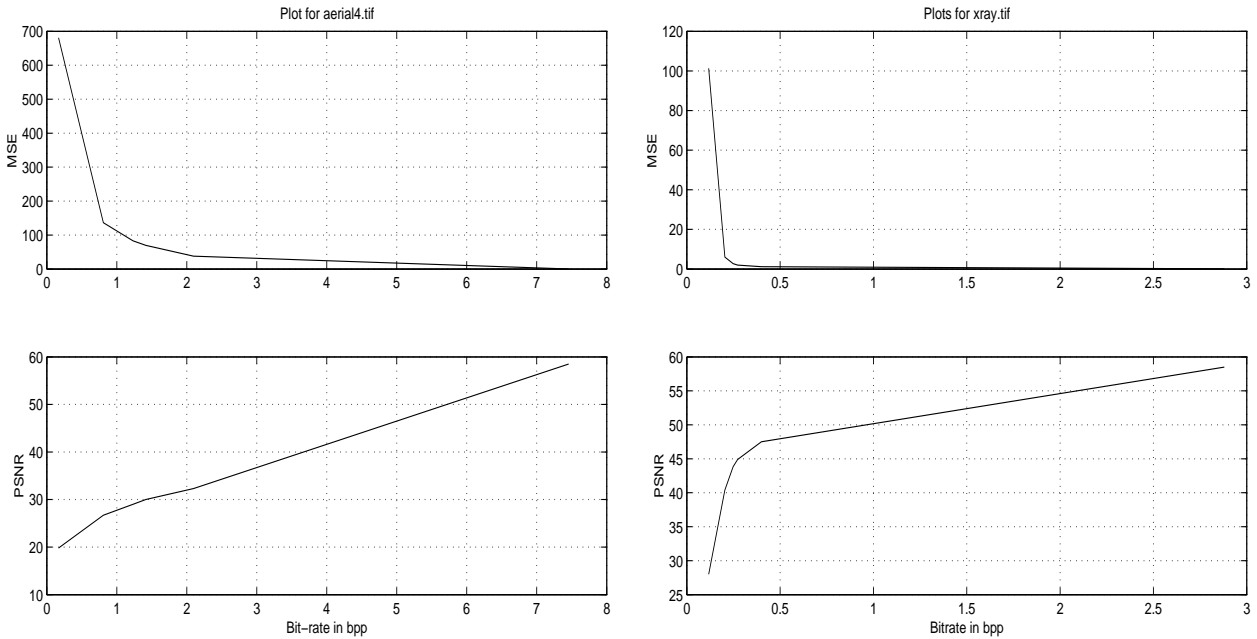 Plot for aerial4.tif
700
600
500
400
300
200
100
0
MSE
0 1 2 3 4 5 6 7 8
Plots for xray.tif
120
100
80
60
40
20
0
MSE
0 0.5 1 1.5 2 2.5 3
60
50
40
30
20
10
PSNR
0 1 2 3 4 5 6 7 8
Bit−rate in bpp
60
55
50
45
40
35
30
25
PSNR
0 0.5 1 1.5 2 2.5 3
Bitrate in bpp